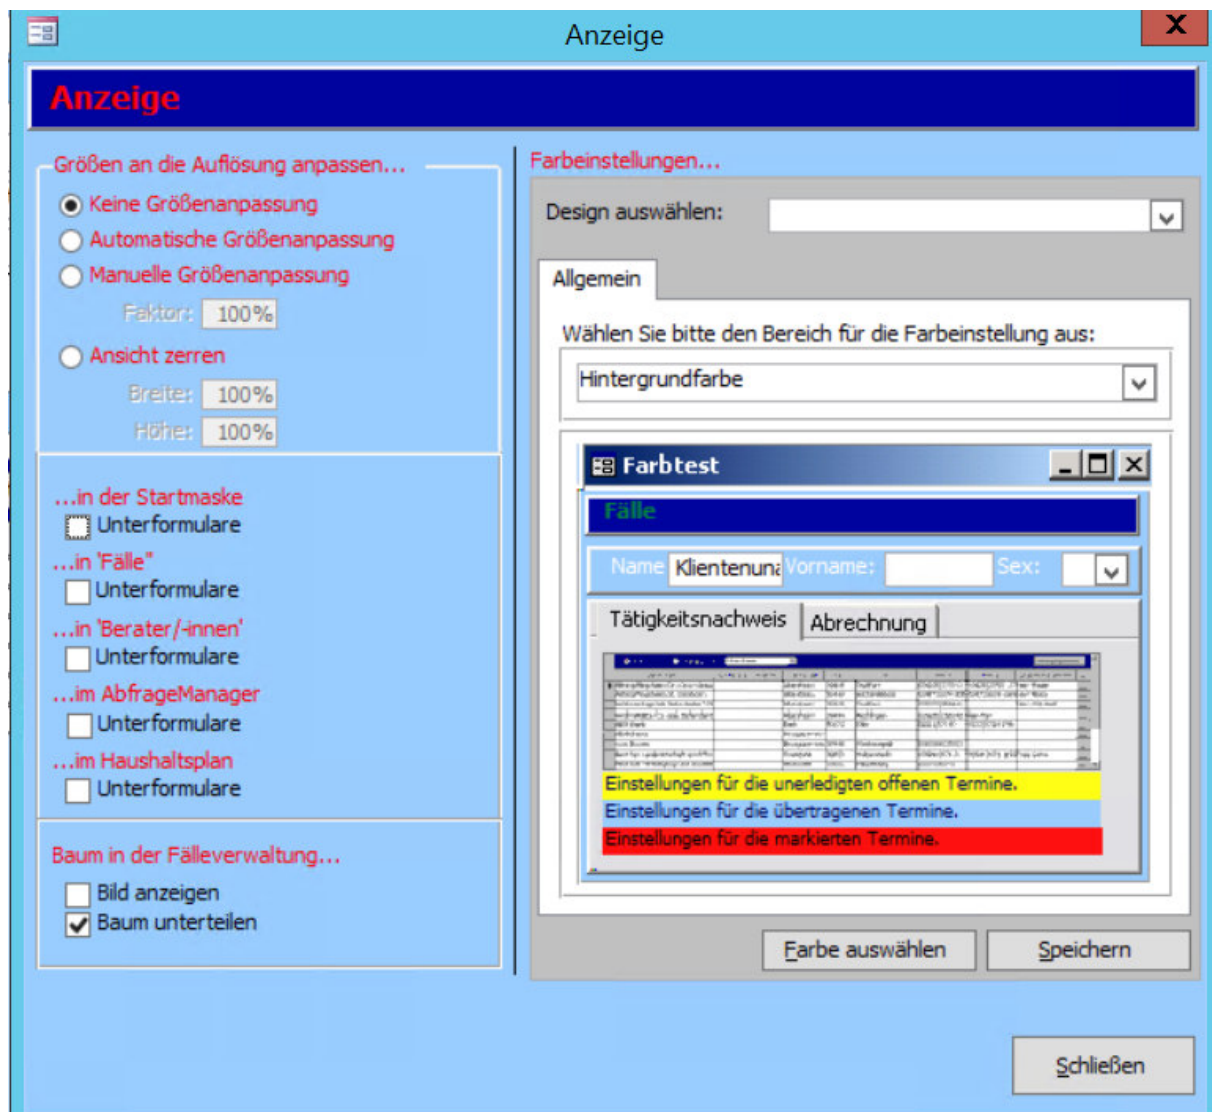 Anzeige
X
Anzeige
Größen an die Auflösung anpassen...
Keine Größenanpassung
Automatische Größenanpassung
Manuelle Größenanpassung
Faktor: 100%
Ansicht zerren
Breite: 100%
Höhe: 100%
...in der Startmaske
Unterformulare
...in 'Fälle"
Unterformulare
...in 'Berater/-innen'
Unterformulare
...im AbfrageManager
Unterformulare
...im Haushaltsplan
Unterformulare
Baum in der Fälleverwaltung...
Bild anzeigen
Baum unterteilen
Farbeinstellungen...
Design auswählen:
Allgemein
Wählen Sie bitte den Bereich für die Farbeinstellung aus:
Hintergrundfarbe
Farbtest
Fälle
Name Klientenuna Vorname: Sex:
Tätigkeitsnachweis Abrechnung
Einstellungen für die unerledigten offenen Termine.
Einstellungen für die übertragenen Termine.
Einstellungen für die markierten Termine.
Farbe auswählen Speichern
Schließen